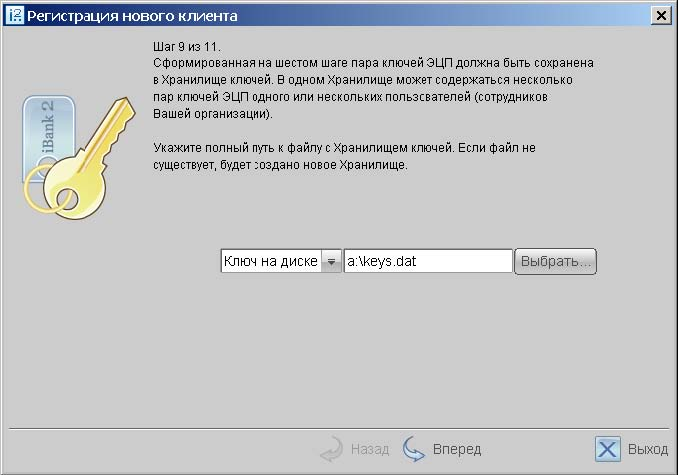 Регистрация нового клиента
Шаг 9 из 11.
Сформированная на шестом шаге пара ключей ЭЦП должна быть сохранена
в Хранилище ключей. В одном Хранилище может содержаться несколько
пар ключей ЭЦП одного или нескольких пользователей (сотрудников
Вашей организации).
Укажите полный путь к файлу с Хранилищем ключей. Если файл не
существует, будет создано новое Хранилище.
iBank 2
Ключ на диске a:\keys.dat Выбрать...
Назад Вперед Выход